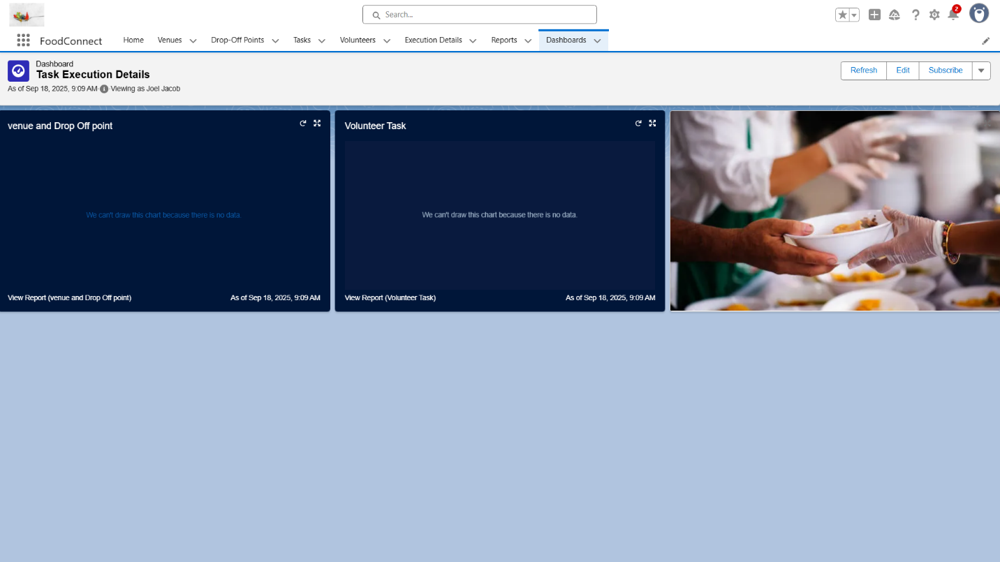 Search...
2
FoodConnect
Home
Venues
Drop-Off Points
Tasks
Volunteers
Execution Details
Reports
Dashboards
Dashboard
Task Execution Details
As of Sep 18, 2025, 9:09 AM·Viewing as Joel Jacob
Refresh
Edit
Subscribe
venue and Drop Off point
We can't draw this chart because there is no data.
View Report (venue and Drop Off point)
As of Sep 18, 2025, 9:09 AM
Volunteer Task
We can't draw this chart because there is no data.
View Report (Volunteer Task)
As of Sep 18, 2025, 9:09 AM